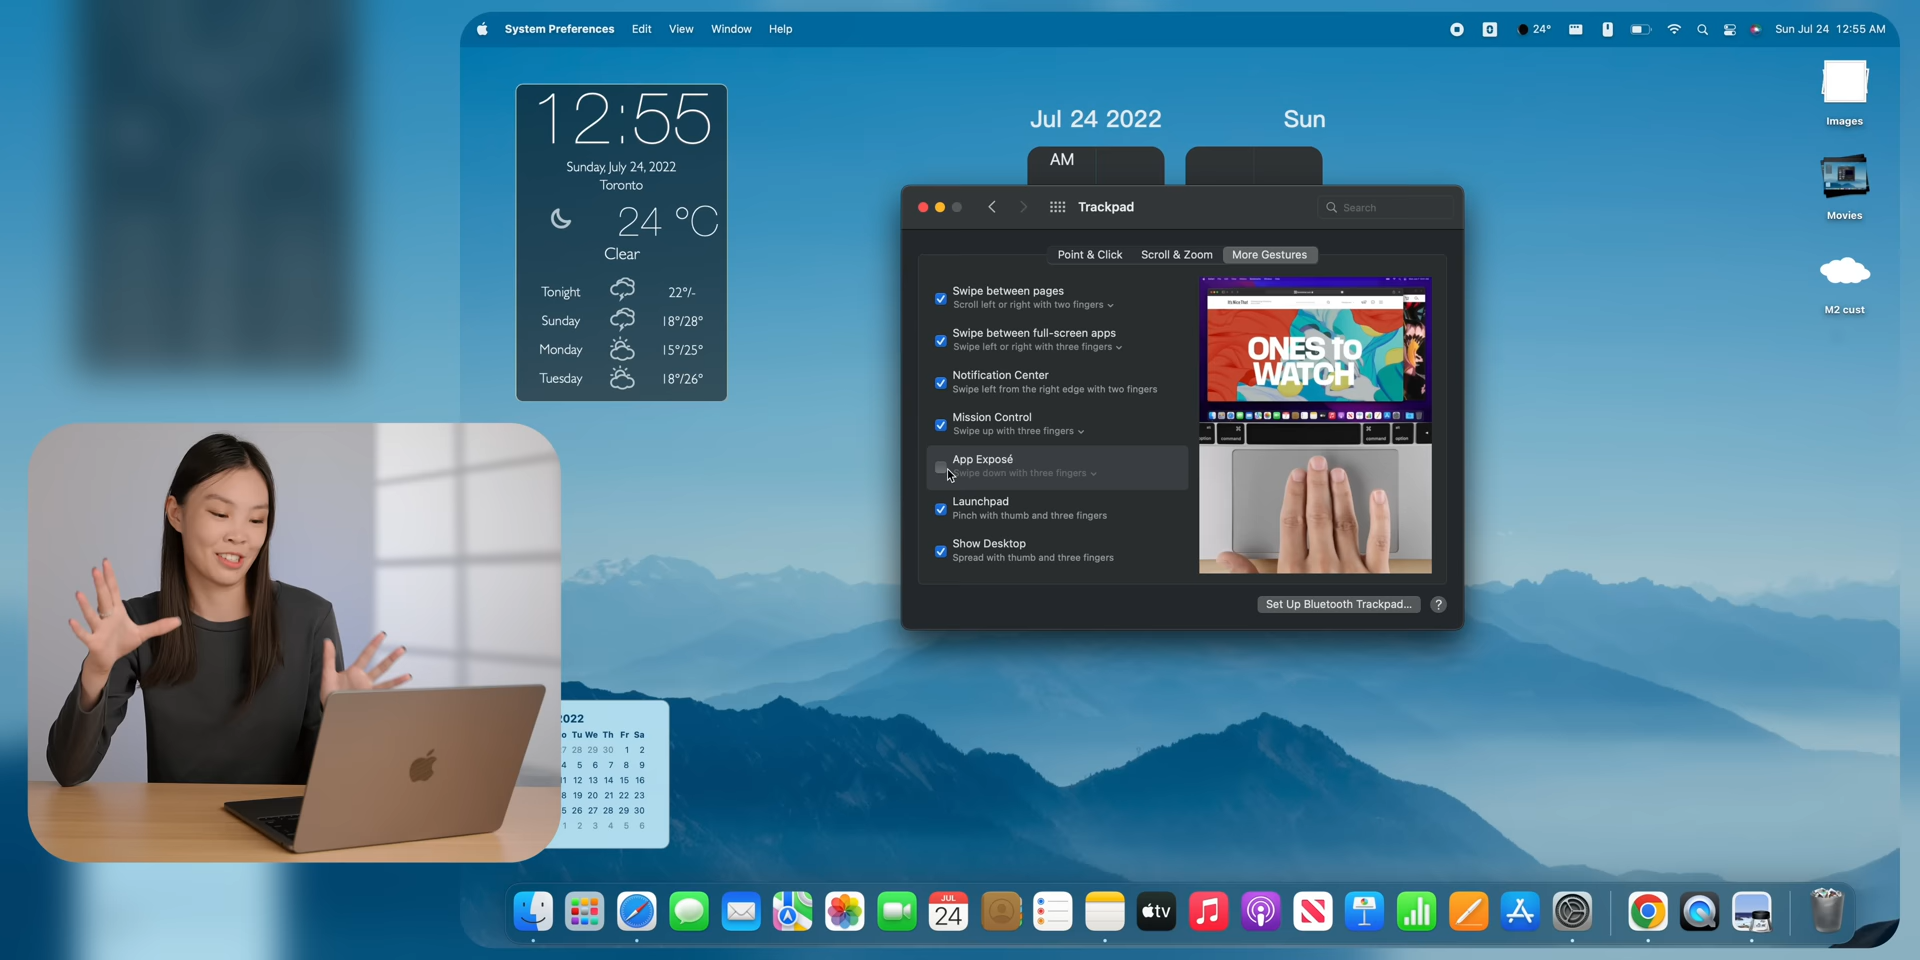 System Preferences Edit View Window Help
24° Sun Jul 24 12:55 AM
12:55
Sunday, July 24, 2022
Toronto
24 °C
Clear
Tonight 22°/-
Sunday 18°/28°
Monday 15°/25°
Tuesday 18°/26°
Jul 24 2022 Sun
AM
Trackpad
Search
Point & Click Scroll & Zoom More Gestures
Swipe between pages
Scroll left or right with two fingers
Swipe between full-screen apps
Swipe left or right with three fingers
Notification Center
Swipe left from the right edge with two fingers
Mission Control
Swipe up with three fingers
App Exposé
Swipe down with three fingers
Launchpad
Pinch with thumb and three fingers
Show Desktop
Spread with thumb and three fingers
ONES to
WATCH
command command option
Set Up Bluetooth Trackpad... ?
Images
Movies
M2 cust
2022
o Tu We Th Fr Sa
7 28 29 30 1 2
4 5 6 7 8 9
11 12 13 14 15 16
8 19 20 21 22 23
5 26 27 28 29 30
1 2 3 4 5 6
JUL
24
tv